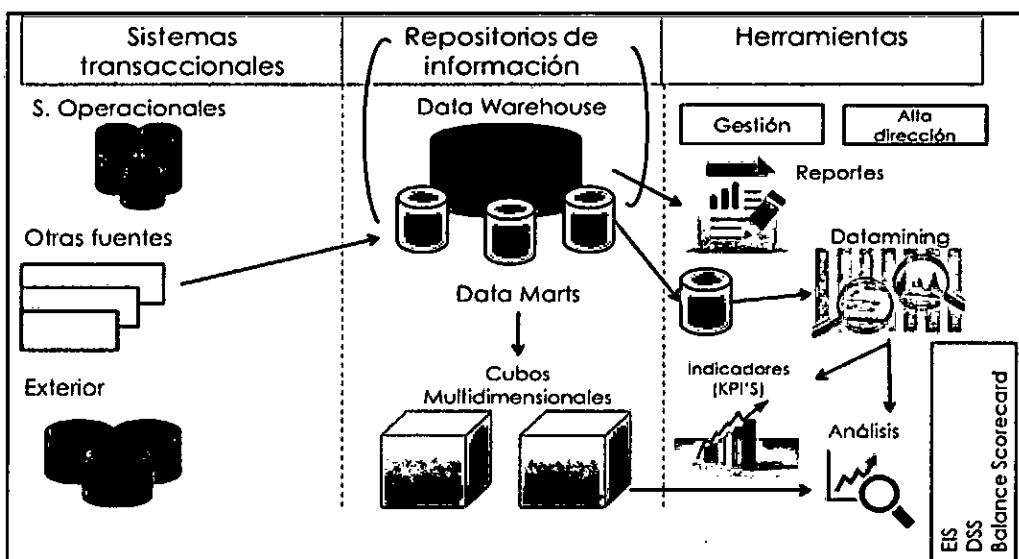 Sistemas
transaccionales
Repositorios de
información
Herramientas
S. Operacionales
Otras fuentes
Exterior
Data Warehouse
Data Marts
Cubos
Multidimensionales
Gestión
Alta
dirección
Reportes
Datamining
Indicadores
(KPI'S)
Análisis
EIS
DSS
Balance Scorecard